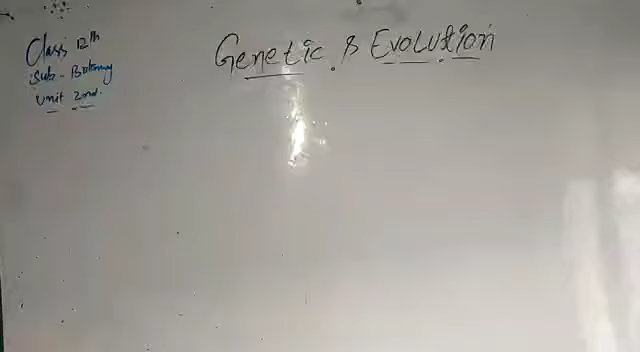 Class 12th
Sub - Botany
Unit 2nd.
Genetic & Evolution